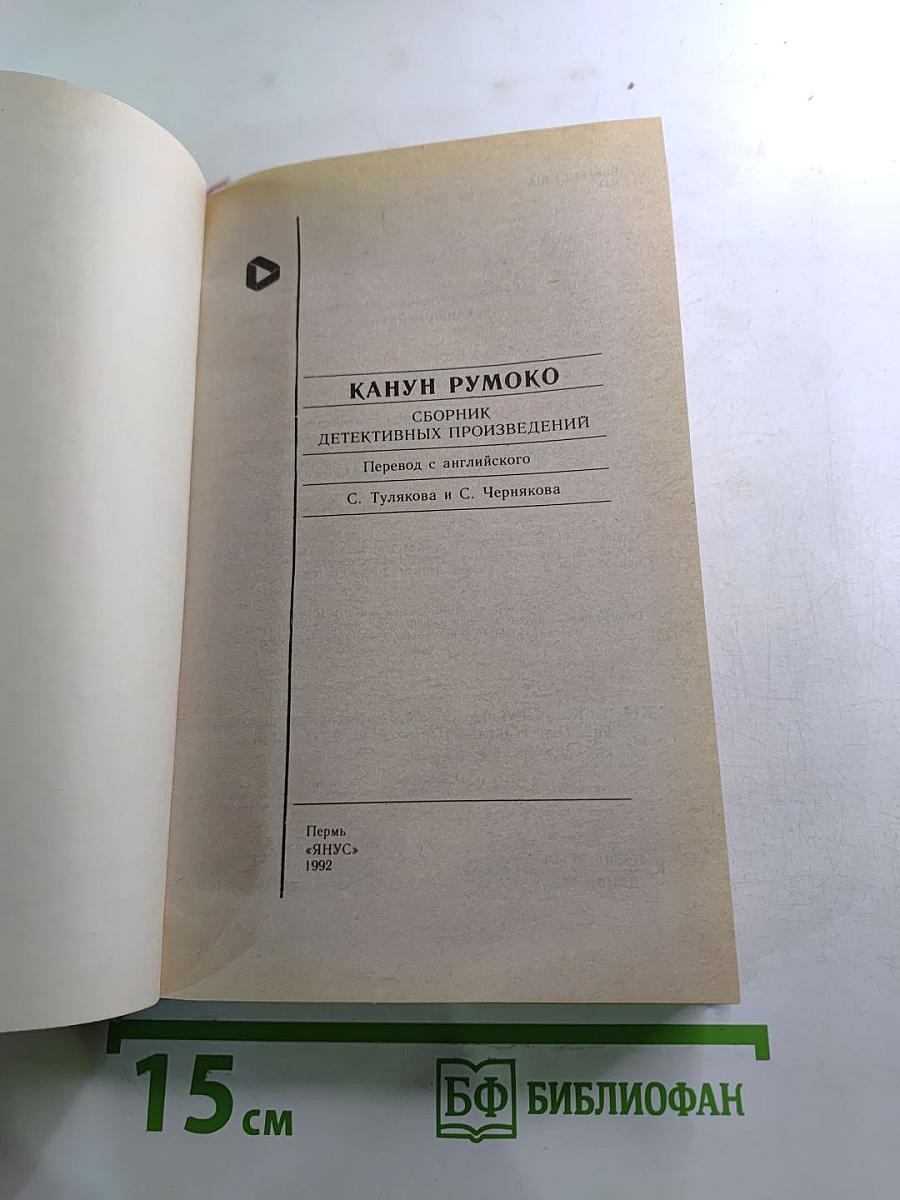 КАНУН РУМОКО
СБОРНИК
ДЕТЕКТИВНЫХ ПРОИЗВЕДЕНИЙ
Перевод с английского
С. Тулякова и С. Чернякова
Пермь
«ЯНУС»
1992
15 см
БФ БИБЛИОФАН